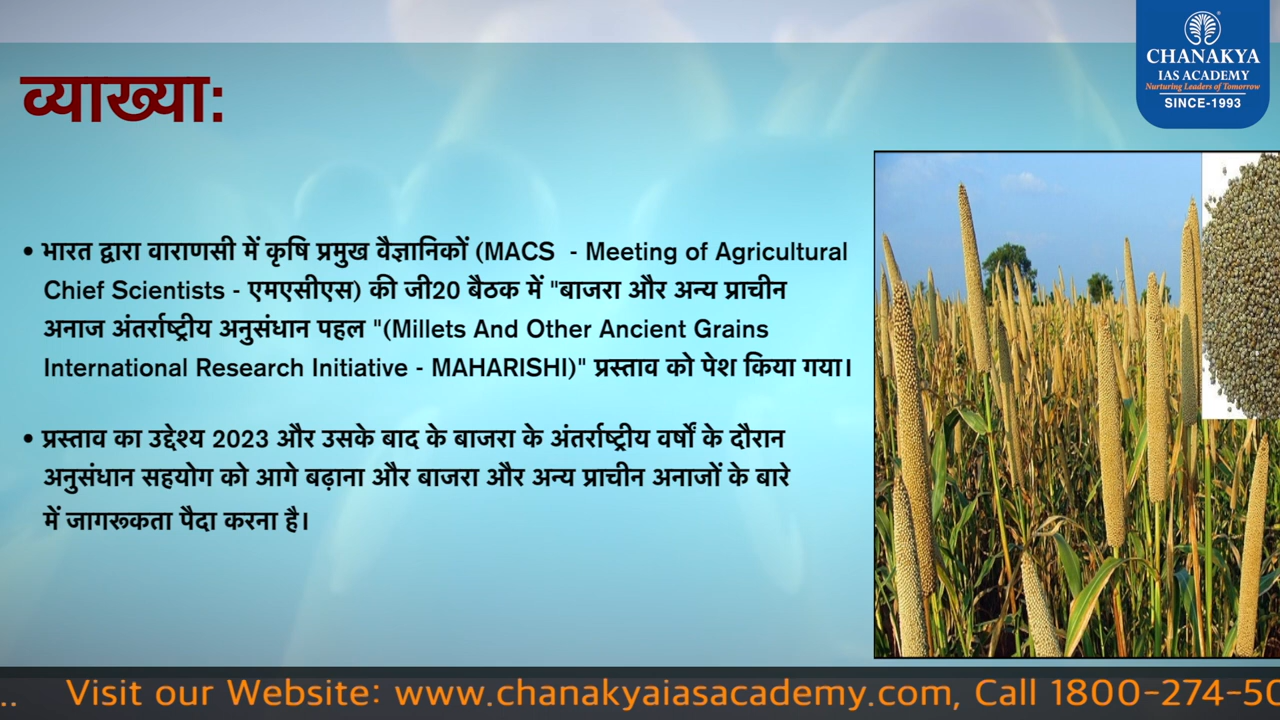 CHANAKYA
IAS ACADEMY
Nurturing Leaders of Tomorrow
SINCE-1993
व्याख्या:
• भारत द्वारा वाराणसी में कृषि प्रमुख वैज्ञानिकों (MACS - Meeting of Agricultural
Chief Scientists - एमएसीएस) की जी20 बैठक में "बाजरा और अन्य प्राचीन
अनाज अंतर्राष्ट्रीय अनुसंधान पहल "(Millets And Other Ancient Grains
International Research Initiative - MAHARISHI)" प्रस्ताव को पेश किया गया।
• प्रस्ताव का उद्देश्य 2023 और उसके बाद के बाजरा के अंतर्राष्ट्रीय वर्षों के दौरान
अनुसंधान सहयोग को आगे बढ़ाना और बाजरा और अन्य प्राचीन अनाजों के बारे
में जागरूकता पैदा करना है।
.. Visit our Website: www.chanakyaiasacademy.com, Call 1800-274-50